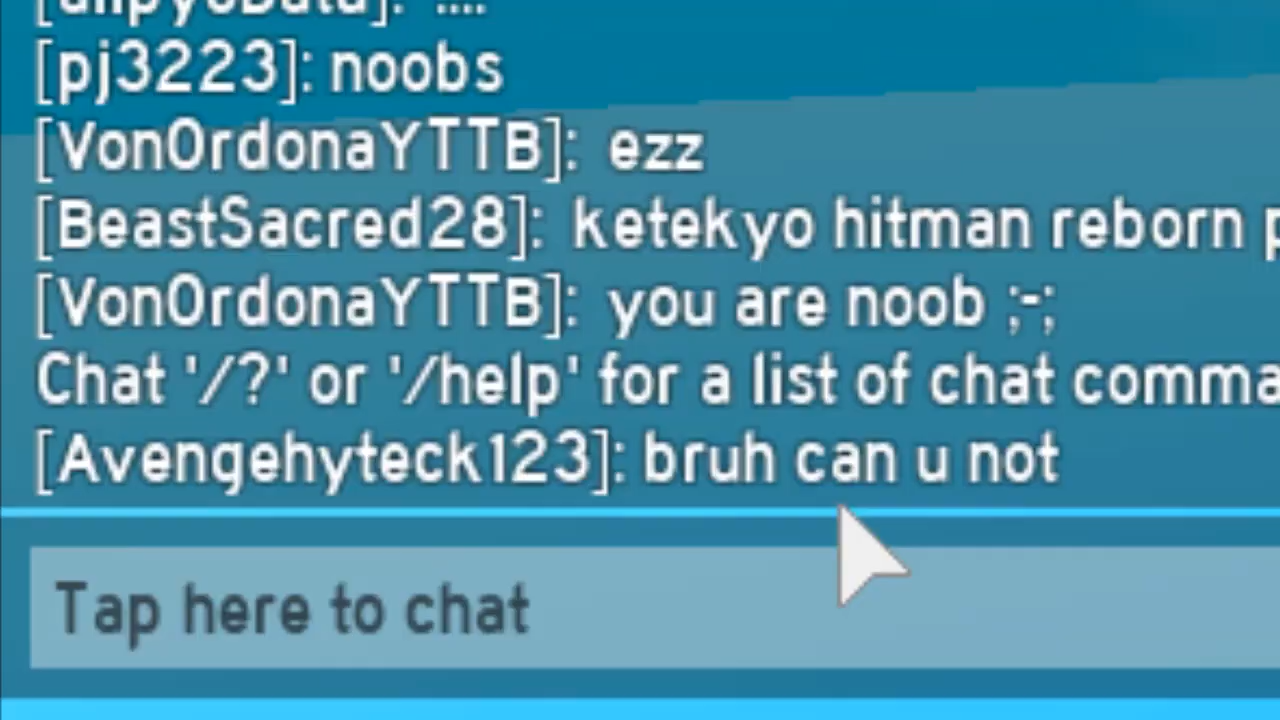 [pj3223]: noobs
[VonOrdonaYTTB]: ezz
[BeastSacred28]: ketekyo hitman reborn
[VonOrdonaYTTB]: you are noob ;-;
Chat '/?' or '/help' for a list of chat
[Avengehyteck123]: bruh can u not
Tap here to chat